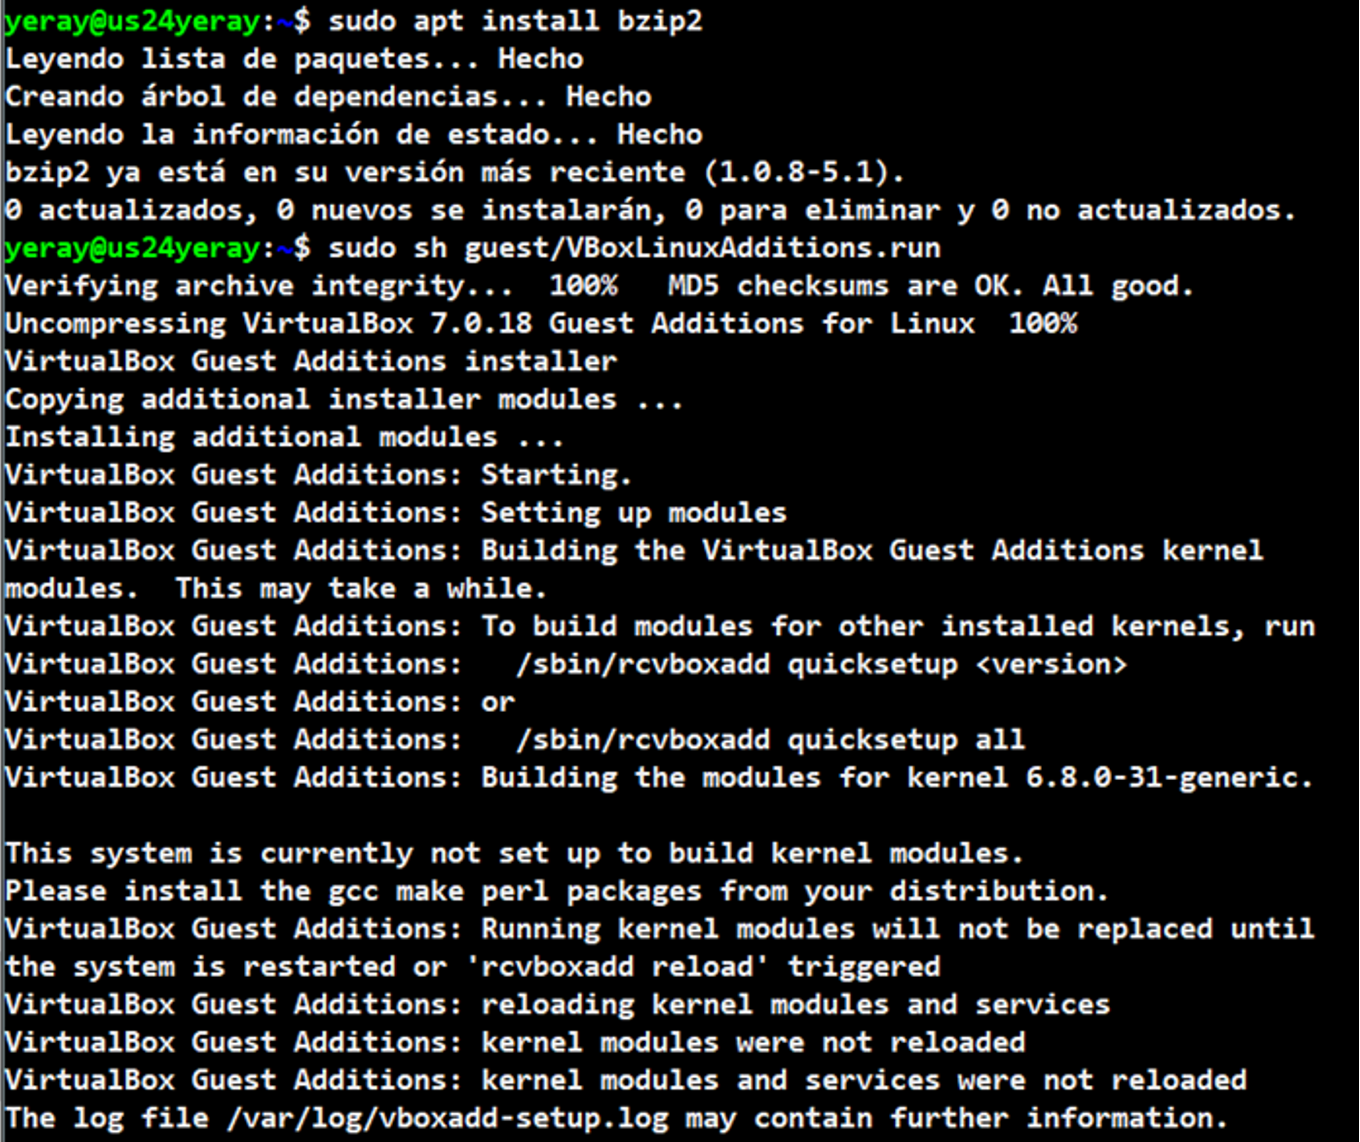 yeray@us24yeray:~$ sudo apt install bzip2
Leyendo lista de paquetes... Hecho
Creando árbol de dependencias... Hecho
Leyendo la información de estado... Hecho
bzip2 ya está en su versión más reciente (1.0.8-5.1).
0 actualizados, 0 nuevos se instalarán, 0 para eliminar y 0 no actualizados.
yeray@us24yeray:~$ sudo sh guest/VBoxLinuxAdditions.run
Verifying archive integrity...  100%   MD5 checksums are OK. All good.
Uncompressing VirtualBox 7.0.18 Guest Additions for Linux  100%
VirtualBox Guest Additions installer
Copying additional installer modules ...
Installing additional modules ...
VirtualBox Guest Additions: Starting.
VirtualBox Guest Additions: Setting up modules
VirtualBox Guest Additions: Building the VirtualBox Guest Additions kernel
modules.  This may take a while.
VirtualBox Guest Additions: To build modules for other installed kernels, run
VirtualBox Guest Additions:   /sbin/rcvboxadd quicksetup <version>
VirtualBox Guest Additions: or
VirtualBox Guest Additions:   /sbin/rcvboxadd quicksetup all
VirtualBox Guest Additions: Building the modules for kernel 6.8.0-31-generic.
This system is currently not set up to build kernel modules.
Please install the gcc make perl packages from your distribution.
VirtualBox Guest Additions: Running kernel modules will not be replaced until
the system is restarted or 'rcvboxadd reload' triggered
VirtualBox Guest Additions: reloading kernel modules and services
VirtualBox Guest Additions: kernel modules were not reloaded
VirtualBox Guest Additions: kernel modules and services were not reloaded
The log file /var/log/vboxadd-setup.log may contain further information.